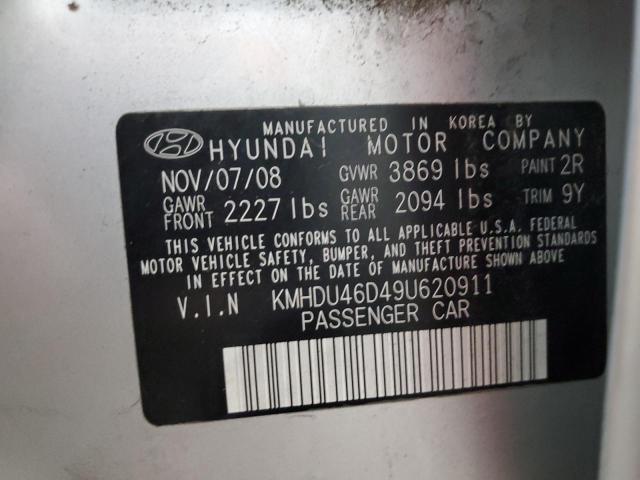 MANUFACTURED IN KOREA BY
HYUNDAI MOTOR COMPANY
NOV/07/08 GVWR 3869 lbs PAINT 2R
GAWR FRONT 2227 lbs GAWR REAR 2094 lbs TRIM 9Y
THIS VEHICLE CONFORMS TO ALL APPLICABLE U.S.A. FEDERAL
MOTOR VEHICLE SAFETY, BUMPER, AND THEFT PREVENTION STANDARDS
IN EFFECT ON THE DATE OF MANUFACTURE SHOWN ABOVE
V.I.N KMHDU46D49U620911
PASSENGER CAR